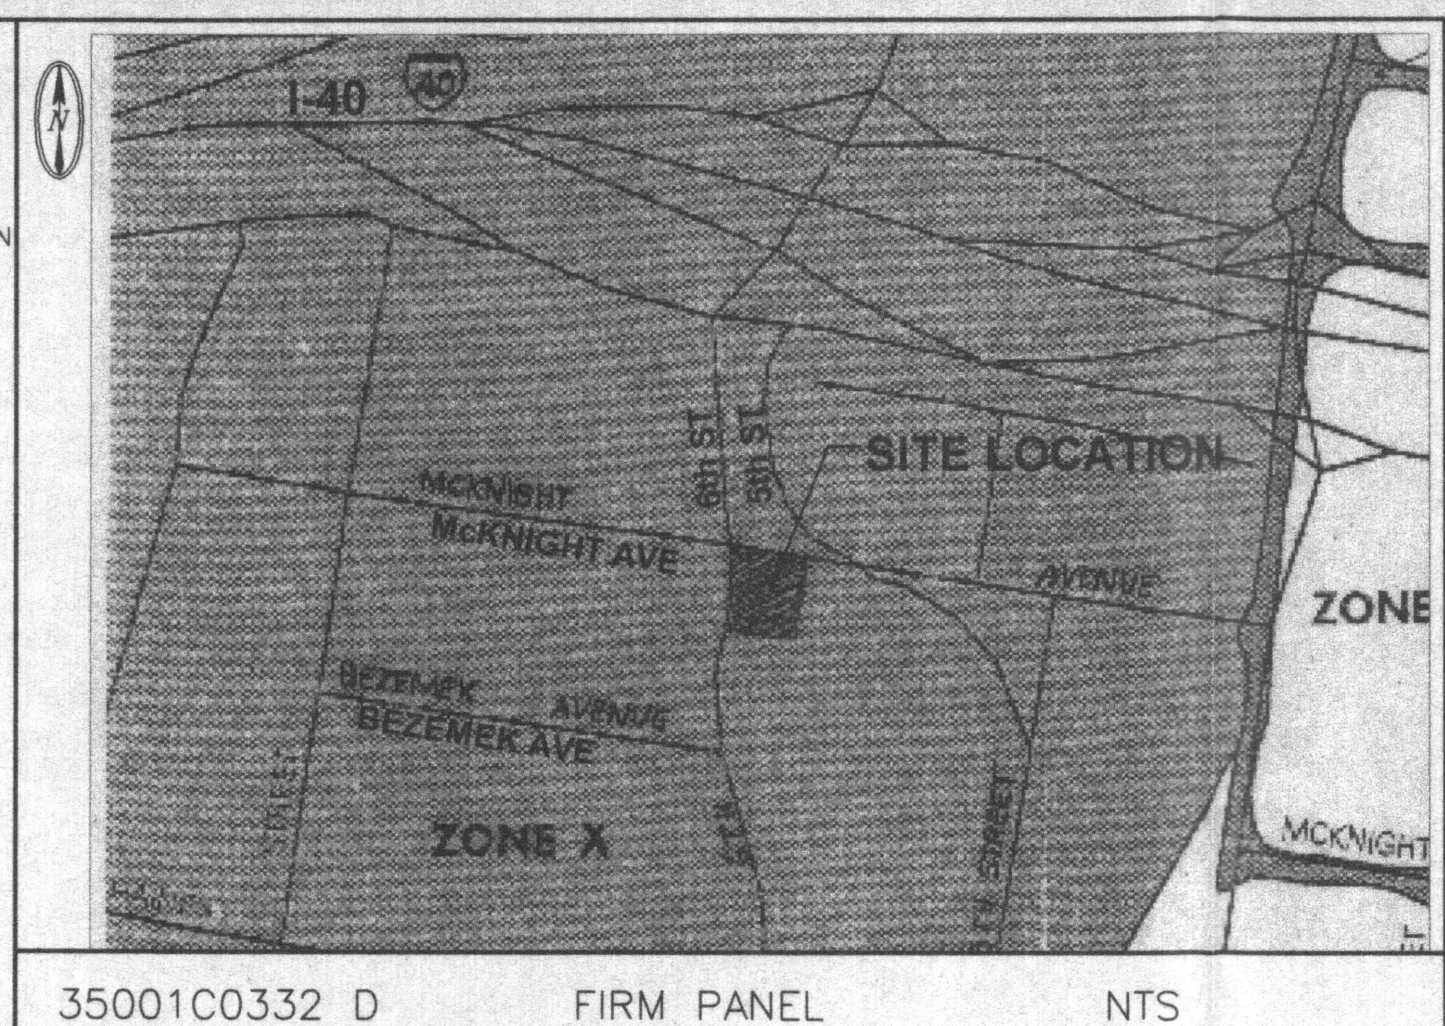 I-40 40
N
N
6th ST
5th ST
SITE LOCATION
McKNIGHT
McKNIGHT AVE
AVENUE
ZONE
BEZEMEK AVENUE
BEZEMEK AVE
STREET
ZONE X
STREET
MCKNIGHT
35001C0332 D FIRM PANEL NTS